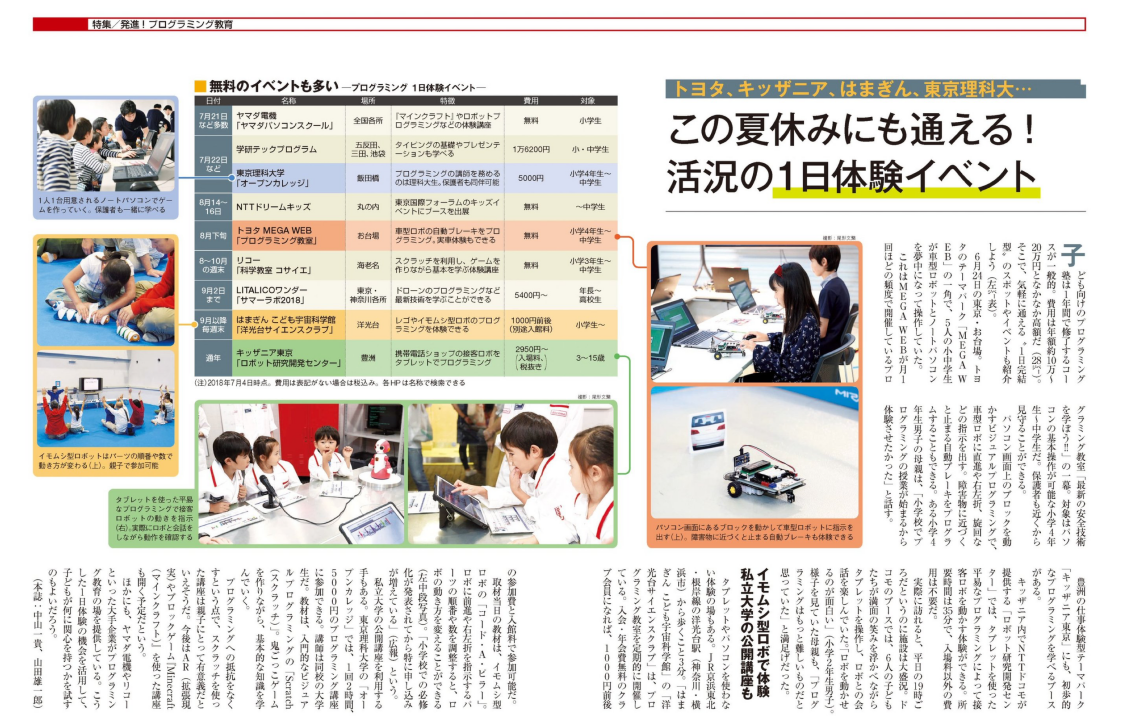 特集／発進！プログラミング教育
トヨタ、キッザニア、はまぎん、東京理科大…
この夏休みにも通える！
活況の1日体験イベント
■無料のイベントも多い ―プログラミング 1日体験イベント―
日付 名称 場所 特徴 費用 対象
7月21日など多数 ヤマダ電機「ヤマダパソコンスクール」 全国各所 「マインクラフト」やロボットプログラミングなどの体験講座 無料 小学生
7月22日など 学研テックプログラム 五反田、三田、池袋 タイピングの基礎やプレゼンテーションも学べる 1万6200円 小・中学生
東京理科大学「オープンカレッジ」 飯田橋 プログラミングの講師を務めるのは理科大生。保護者も同伴可能 5000円 小学4年生〜中学生
8月14〜16日 NTTドリームキッズ 丸の内 東京国際フォーラムのキッズイベントにブースを出展 無料 〜中学生
8月下旬 トヨタ MEGA WEB「プログラミング教室」 お台場 車型ロボの自動ブレーキをプログラミング。実車体験もできる 無料 小学4年生〜中学生
8〜10月の週末 リコー「科学教室 コサイエ」 海老名 スクラッチを利用し、ゲームを作りながら基本を学ぶ体験講座 無料 小学3年生〜中学生
9月2日まで LITALICOワンダー「サマーラボ2018」 東京・神奈川各所 ドローンのプログラミングなど最新技術を学ぶことができる 5400円〜 年長〜高校生
9月以降毎週末 はまぎん こども宇宙科学館「洋光台サイエンスクラブ」 洋光台 レゴやイモムシ型ロボのプログラミングを体験できる 1000円前後（別途入館料） 小学生〜
通年 キッザニア東京「ロボット研究開発センター」 豊洲 携帯電話ショップの接客ロボをタブレットでプログラミング 2950円〜（入場料、税抜き） 3〜15歳
(注)2018年7月4日時点。費用は表記がない場合は税込み。各HPは名称で検索できる
1人1台用意されるノートパソコンでゲ
ームを作っていく。保護者も一緒に学べる
イモムシ型ロボットはパーツの順番や数で
動き方が変わる(上)。親子で参加可能
撮影：尾形文繁
タブレットを使った平易
なプログラミングで接客
ロボットの動きを指示
(右)。実際にロボと会話を
しながら動作を確認する
撮影：尾形文繁
パソコン画面にあるブロックを動かして車型ロボットに指示を
出す(上)。障害物に近づくと止まる自動ブレーキも体験できる
子ども向けのプログラミング
塾は1年間で修了するコー
スが一般的。費用は年額約10万〜
20万円となかなか高額だ（28㌻）。
そこで、気軽に通える〝1日完結
型〟のスポットやイベントも紹介
しよう（左㌻表）。
6月24日の東京・お台場。トヨ
タのテーマパーク「MEGA W
EB」の一角で、5人の小中学生
が車型ロボットとノートパソコン
を夢中になって操作していた。
これはMEGA WEBが月1
回ほどの頻度で開催しているプロ
グラミング教室「最新の安全技術
を学ぼう!!」の一幕。対象はパソ
コンの基本操作が可能な小学4年
生〜中学生だ。保護者も近くから
見守ることができる。
パソコン画面上のブロックを動
かすビジュアルプログラミングで、
車型ロボに直進や右左折、旋回な
どの指示を出す。障害物に近づく
と止まる自動ブレーキをプログラ
ムすることもできる。ある小学4
年生男子の母親は、「小学校でプ
ログラミングの授業が始まるから
体験させたかった」と話す。
豊洲の仕事体験型テーマパーク
「キッザニア東京」にも、初歩的
なプログラミングを学べるブース
がある。
キッザニア内でNTTドコモが
提供する「ロボット研究開発セン
ター」では、タブレットを使った
平易なプログラミングによって接
客ロボを動かす体験ができる。所
要時間は35分で、入場料以外の費
用は不要だ。
実際に訪れると、平日の19時ご
ろだというのに施設は大盛況。ド
コモのブースでは、6人の子ども
たちが満面の笑みを浮かべながら
タブレットを操作し、ロボとの会
話を楽しんでいた。「ロボを動かせ
るのが面白い」（小学2年生男子）。
様子を見ていた母親も、「プログ
ラミングはもっと難しいものだと
思っていた」と満足げだった。
イモムシ型ロボで体験
私立大学の公開講座も
タブレットやパソコンを使わな
い体験の場もある。JR京浜東北
・根岸線の洋光台駅（神奈川・横
浜市）から歩くこと3分。「はま
ぎん こども宇宙科学館」の「洋
光台サイエンスクラブ」は、プロ
グラミング教室を定期的に開催し
ている。入会・年会費無料のクラ
ブ会員になれば、1000円前後
の参加費と入館料で参加可能だ。
取材当日の教材は、イモムシ型
ロボの「コード・A・ピラー」。
ロボに前進や右左折を指示するパ
ーツの順番や数を調整すると、ロ
ボの動き方を変えることができる
（左中段写真）。「小学校での必修
化が発表されてから特に申し込み
が増えている」（広報）という。
私立大学の公開講座を利用する
手もある。東京理科大学の「オー
プンカレッジ」では、1回2時間、
5000円のプログラミング講座
に参加できる。講師は同校の大学
生だ。教材は、入門的なビジュア
ルプログラミングの「Scratch
（スクラッチ）」。鬼ごっこゲーム
を作りながら、基本的な知識を学
んでいく。
プログラミングへの抵抗をなく
すという点で、スクラッチを使っ
た講座は親子にとって有意義だと
いえそうだ。今後はAR（拡張現
実）やブロックゲーム「Minecraft
（マインクラフト）」を使った講座
も開く予定だという。
ほかにも、ヤマダ電機やリコー
といった大手企業がプログラミン
グ教育の場を提供している。こう
した1日体験の機会を活用して、
子どもが何に関心を持つかを試す
のもよいだろう。
（本誌：中山一貴、山田雄一郎）